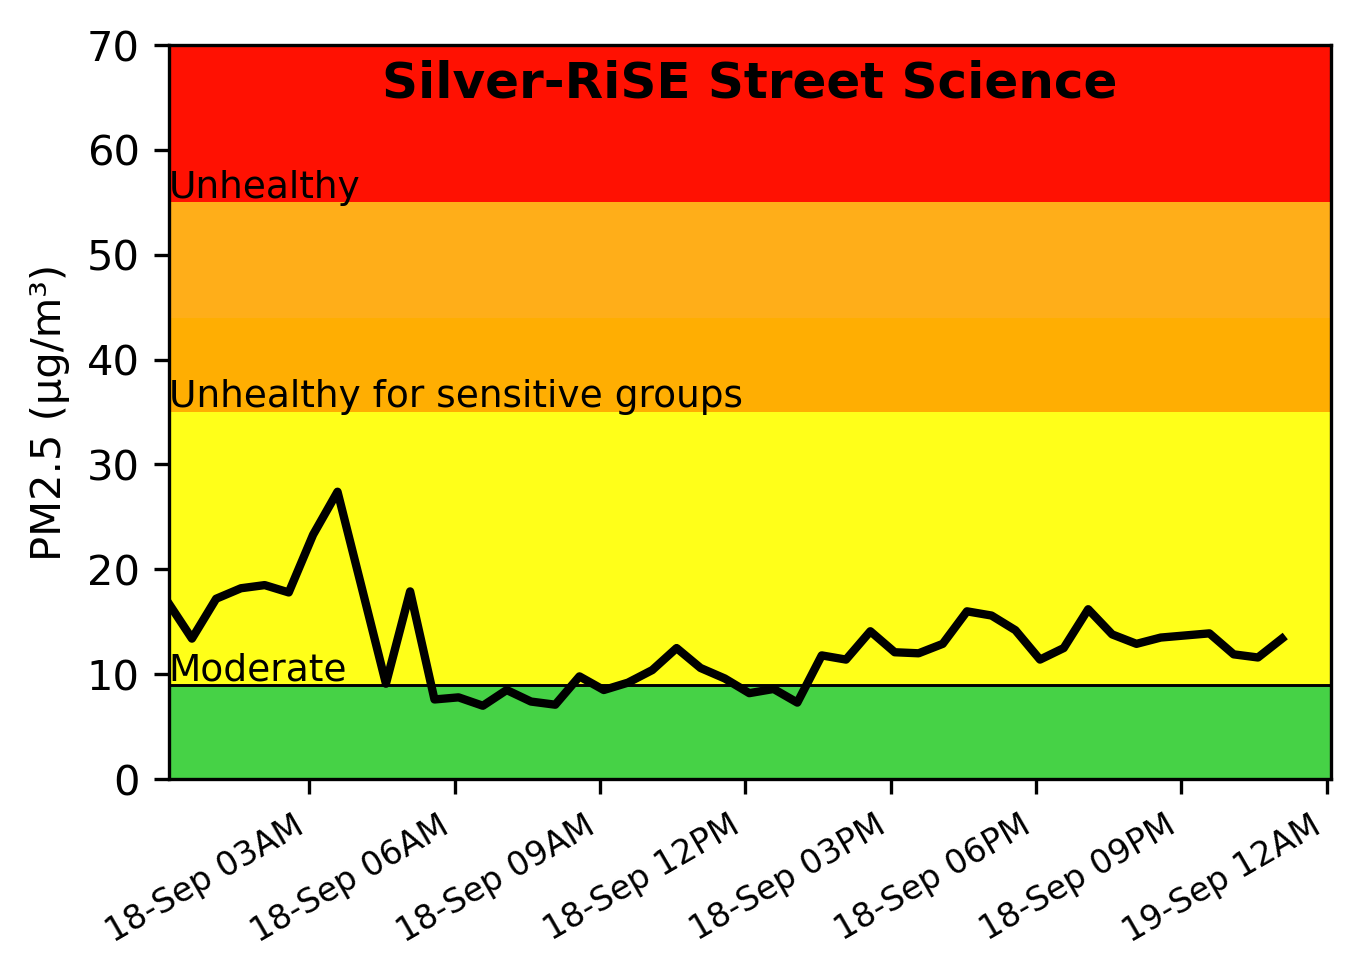 Silver-RiSE Street Science
PM2.5 (µg/m³)
70
60
50
40
30
20
10
0
Unhealthy
Unhealthy for sensitive groups
Moderate
18-Sep 03AM
18-Sep 06AM
18-Sep 09AM
18-Sep 12PM
18-Sep 03PM
18-Sep 06PM
18-Sep 09PM
19-Sep 12AM